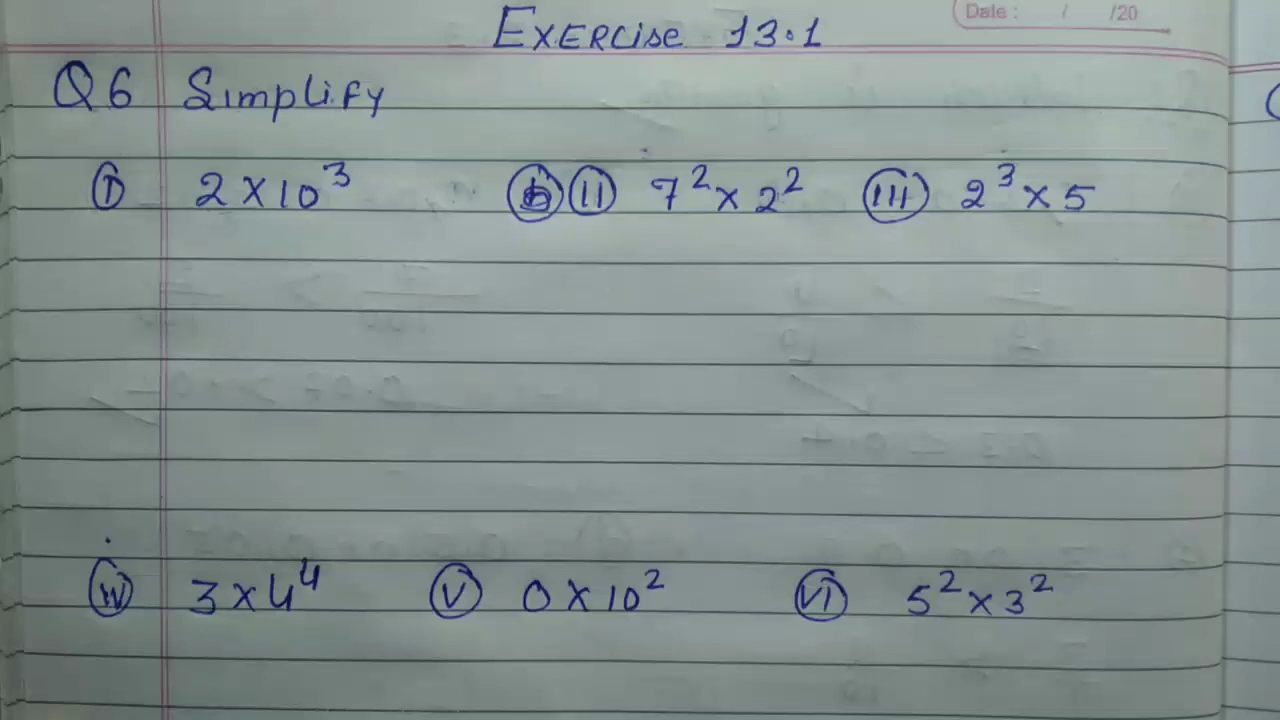 Exercise 13.1
Date : / /20
Q6 Simplify
(i) 2 × 10³ (ii) 7² × 2² (iii) 2³ × 5
(iv) 3 × 4⁴ (v) 0 × 10² (vi) 5² × 3²